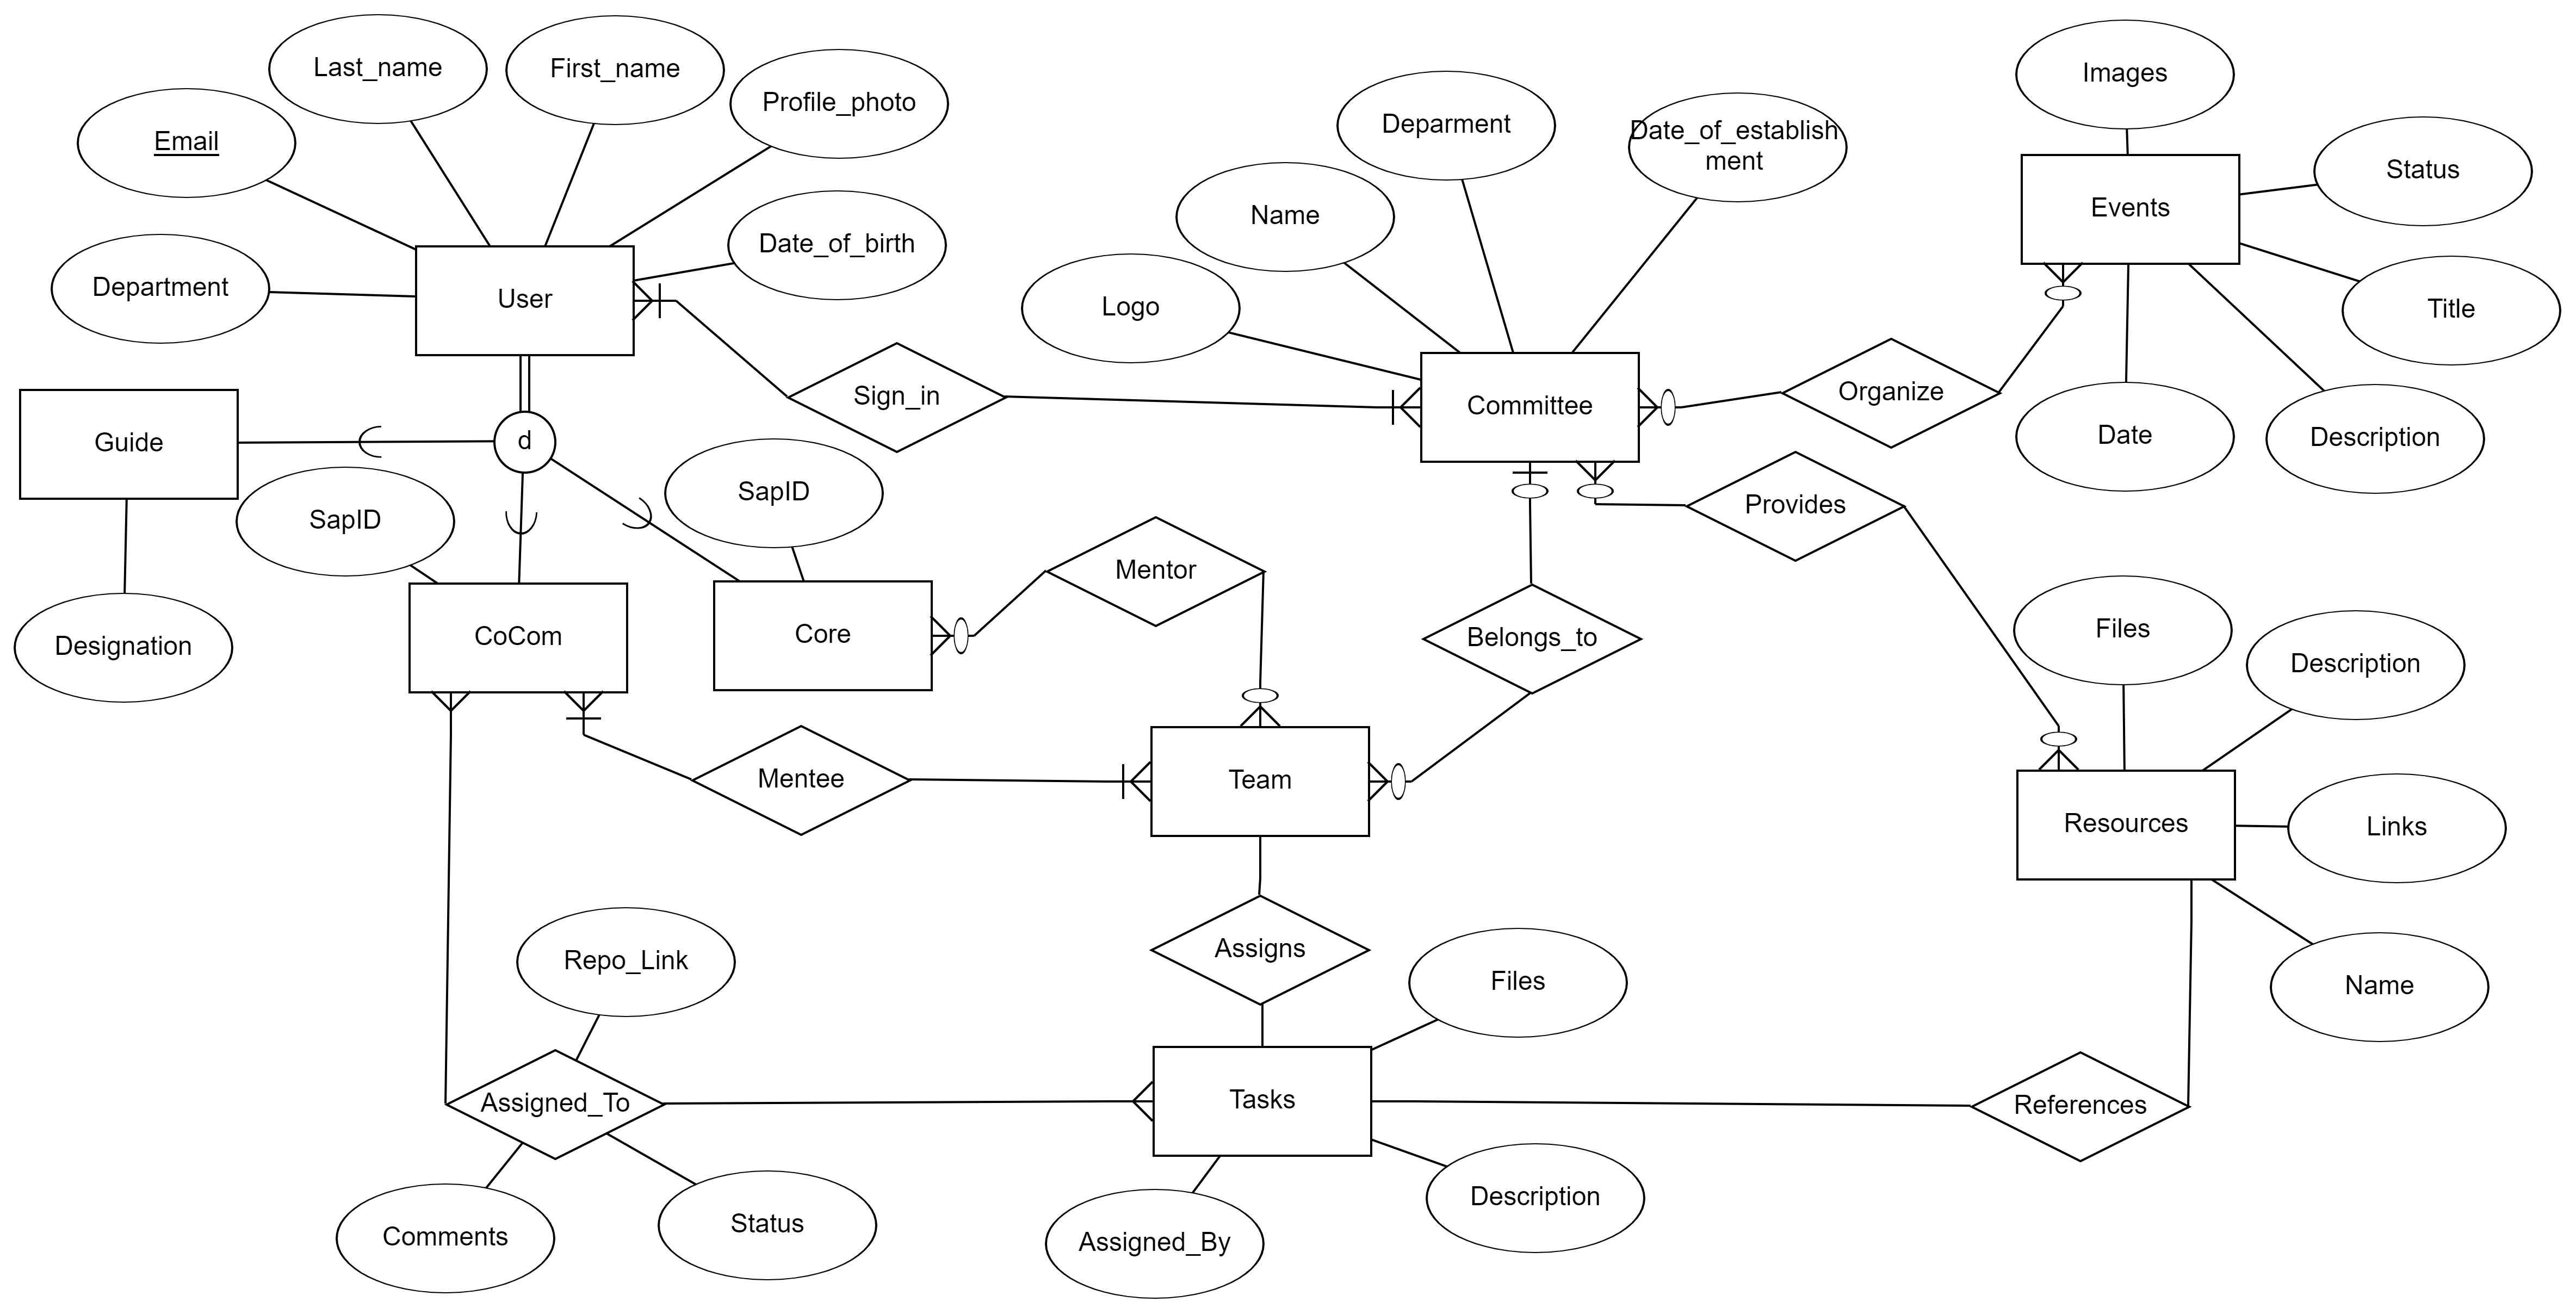 Last_name
First_name
Images
Profile_photo
Deparment
Date_of_establish
ment
Email
Status
Name
Events
Date_of_birth
Department
User
Logo
Title
Sign_in
Committee
Organize
Guide
d
Date
Description
SapID
SapID
Provides
Mentor
Designation
CoCom
Core
Belongs_to
Files
Description
Mentee
Team
Resources
Links
Repo_Link
Assigns
Files
Name
Assigned_To
Tasks
References
Comments
Status
Assigned_By
Description